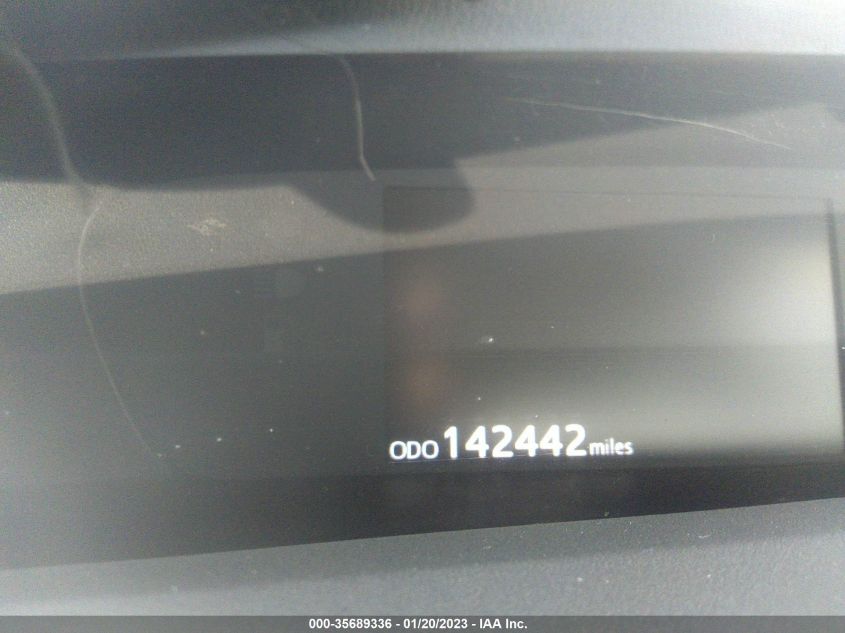 ODO 142442 miles
000-35689336 - 01/20/2023 - IAA Inc.